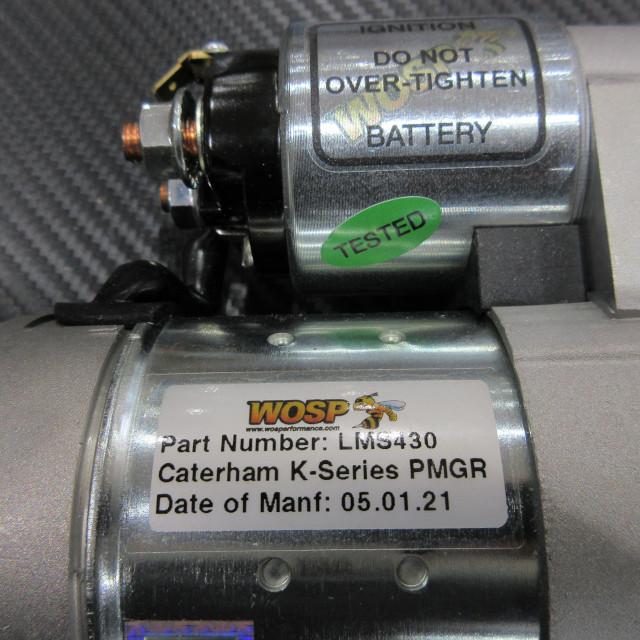 IGNITION
DO NOT
OVER-TIGHTEN
WOSP
BATTERY
TESTED
WOSP
www.wosperformance.com
Part Number: LMS430
Caterham K-Series PMGR
Date of Manf: 05.01.21